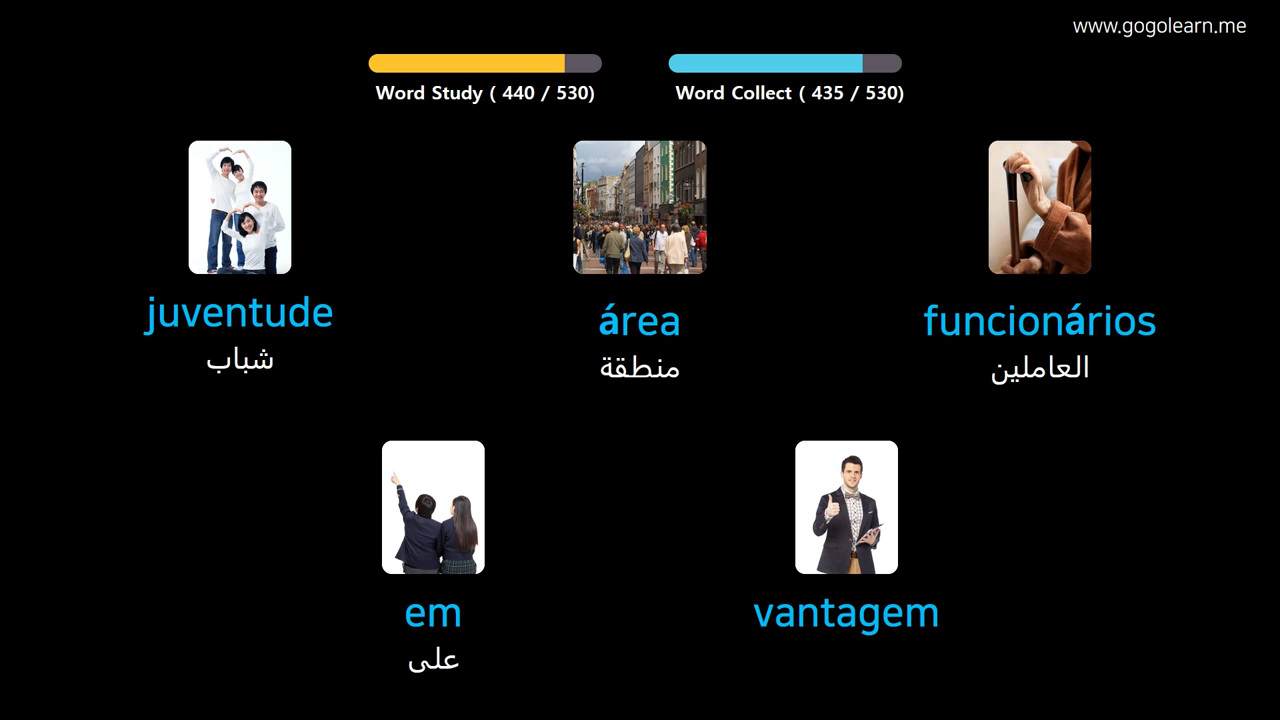 www.gogolearn.me
Word Study ( 440 / 530)
Word Collect ( 435 / 530)
juventude
شباب
área
منطقة
funcionários
العاملين
em
على
vantagem